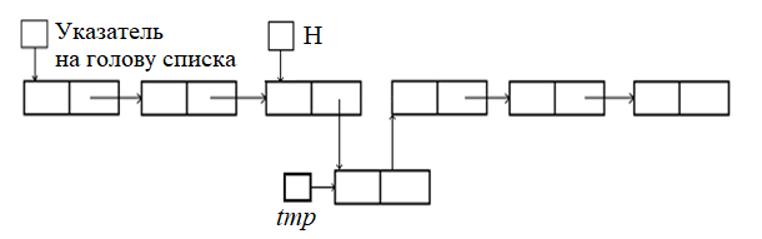 Указатель
на голову списка
H
tmp